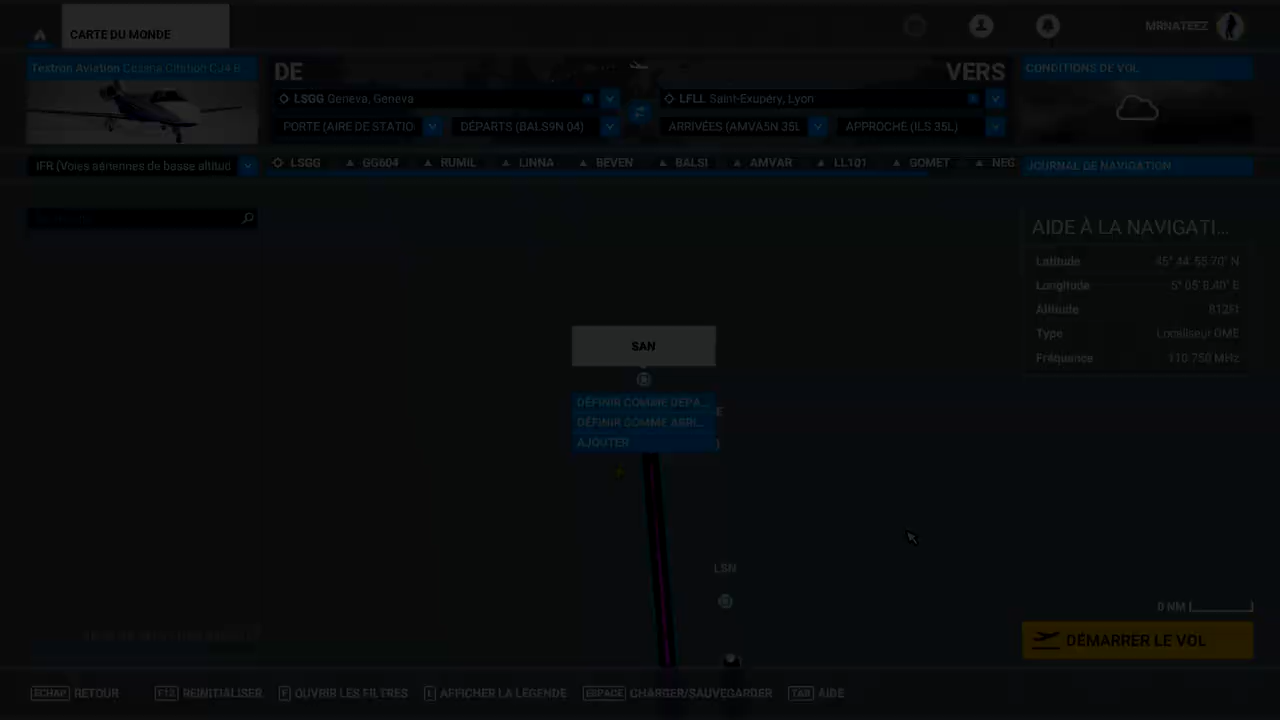 CARTE DU MONDE
MRNATEEZ
Textron Aviation Cessna Citation CJ4 B
DE
VERS
CONDITIONS DE VOL
LSGG Geneva, Geneva
LFLL Saint-Exupéry, Lyon
PORTE (AIRE DE STATIO
DÉPARTS (BALS9N 04)
ARRIVÉES (AMVA5N 35L
APPROCHE (ILS 35L)
IFR (Voies aériennes de basse altitud
LSGG GG604 RUMIL LINNA BEVEN BALSI AMVAR LL101 GOMET NEG
JOURNAL DE NAVIGATION
AIDE À LA NAVIGATI...
Latitude 45° 44' 55.70" N
Longitude 5° 05' 8.40" E
Altitude 812Ft
Type Localiseur DME
Fréquence 110.750 MHz
SAN
DÉFINIR COMME DÉPA...
DÉFINIR COMME ARRI...
AJOUTER
LSN
0 NM
DÉMARRER LE VOL
ECHAP RETOUR
F12 RÉINITIALISER
F OUVRIR LES FILTRES
L AFFICHER LA LÉGENDE
ESPACE CHARGER/SAUVEGARDER
TAB AIDE